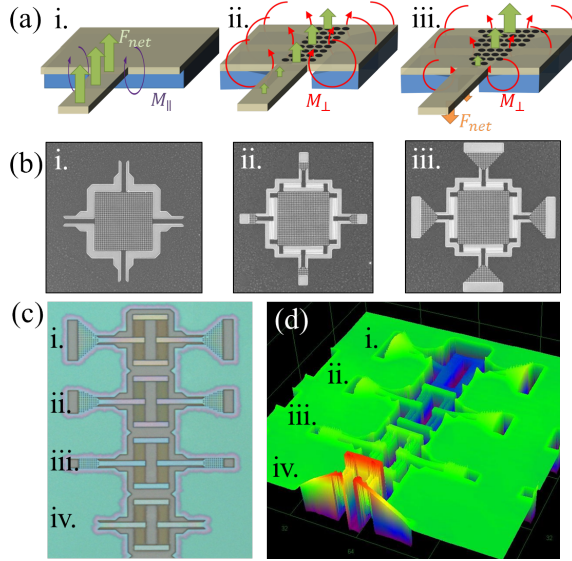 (a) i. ii. iii.
F_net
M_∥ M_⊥ M_⊥
F_net
(b) i. ii. iii.
(c) (d)
i. i.
ii. ii.
iii. iii.
iv. iv.